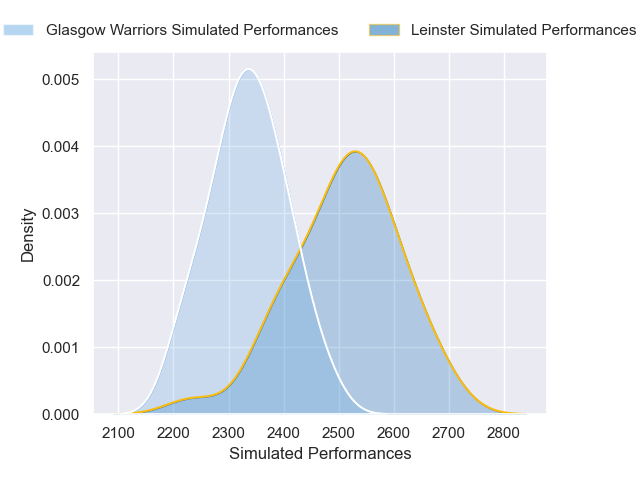 Glasgow Warriors Simulated Performances
Leinster Simulated Performances
0.005
0.004
0.003
0.002
0.001
0.000
Density
2100 2200 2300 2400 2500 2600 2700 2800
Simulated Performances